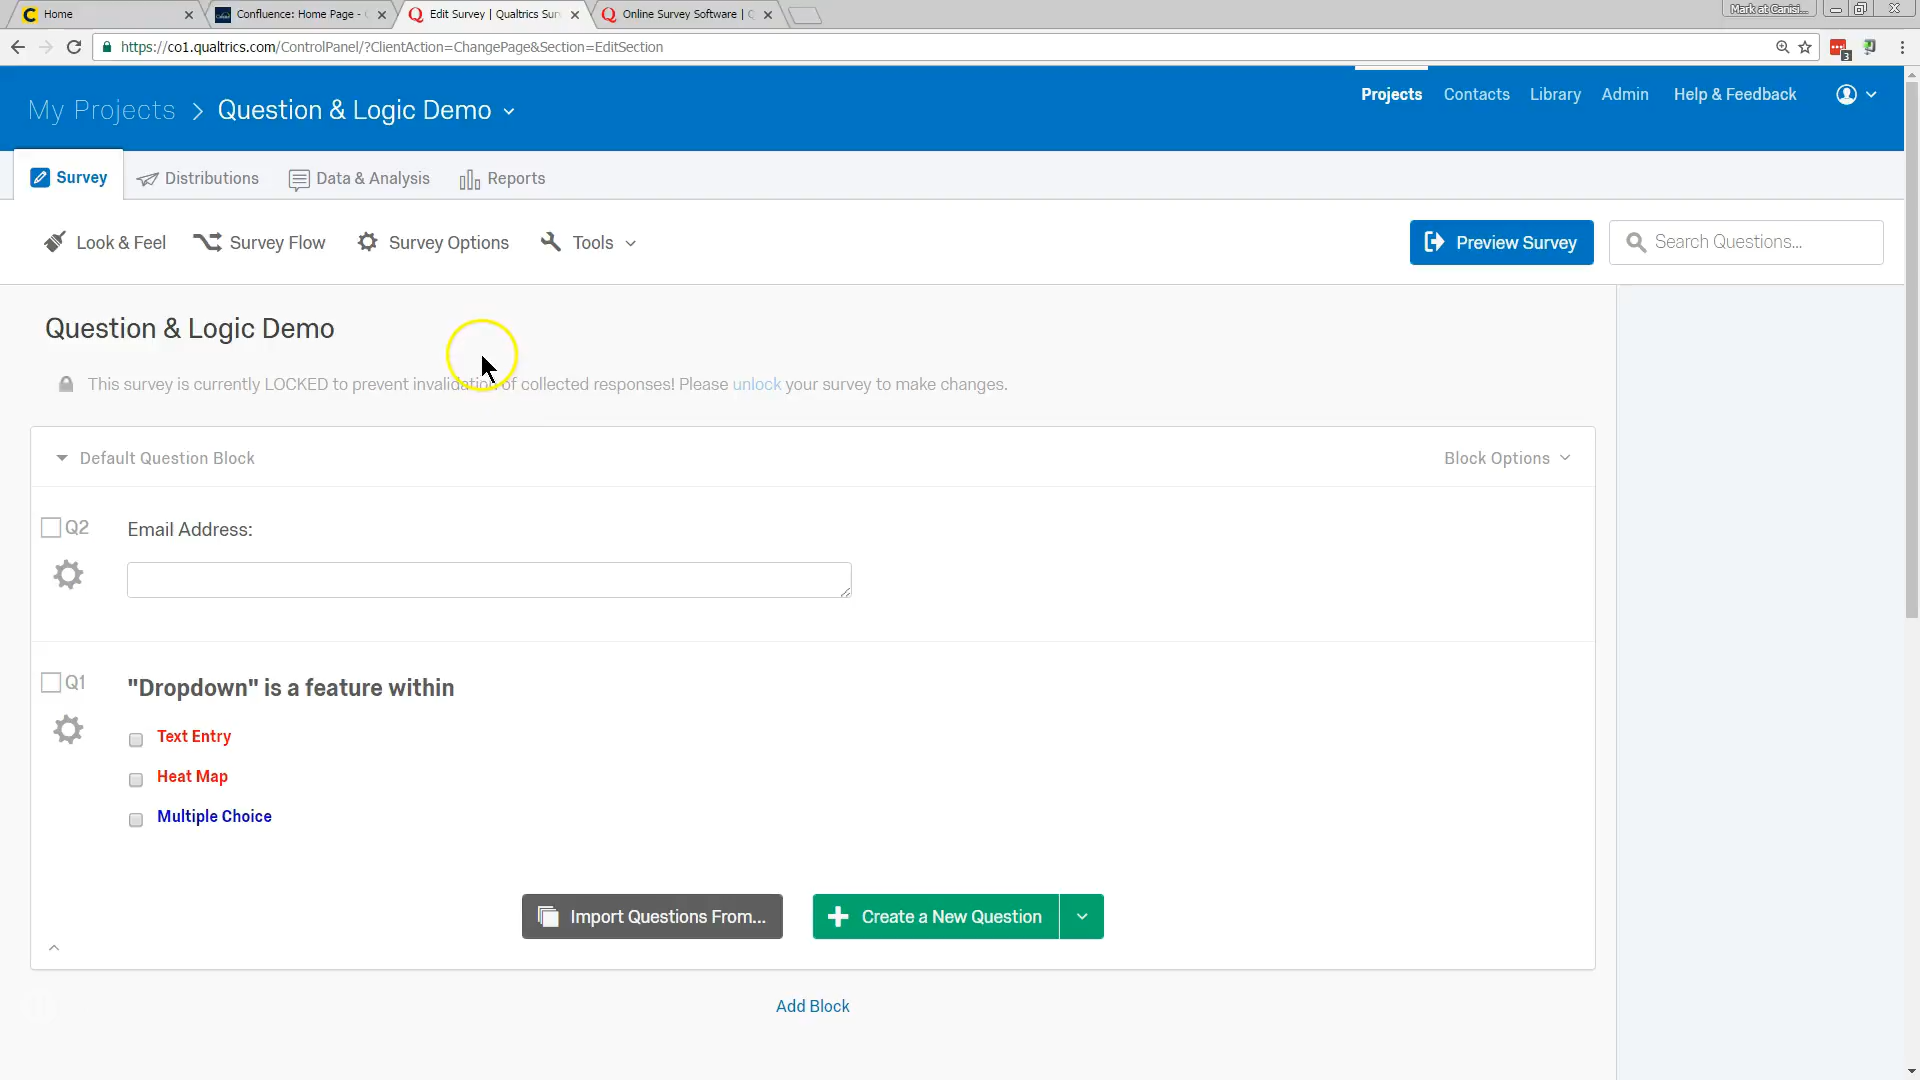 Home
Confluence: Home Page -
Edit Survey | Qualtrics Sur
Online Survey Software |
Mark at Canisi...
https://co1.qualtrics.com/ControlPanel/?ClientAction=ChangePage&Section=EditSection
3
My Projects > Question & Logic Demo
Projects Contacts Library Admin Help & Feedback
Survey Distributions Data & Analysis Reports
Look & Feel Survey Flow Survey Options Tools
Preview Survey
Search Questions...
Question & Logic Demo
This survey is currently LOCKED to prevent invalidation of collected responses! Please unlock your survey to make changes.
Default Question Block
Block Options
Q2 Email Address:
Q1 "Dropdown" is a feature within
Text Entry
Heat Map
Multiple Choice
Import Questions From...
Create a New Question
Add Block